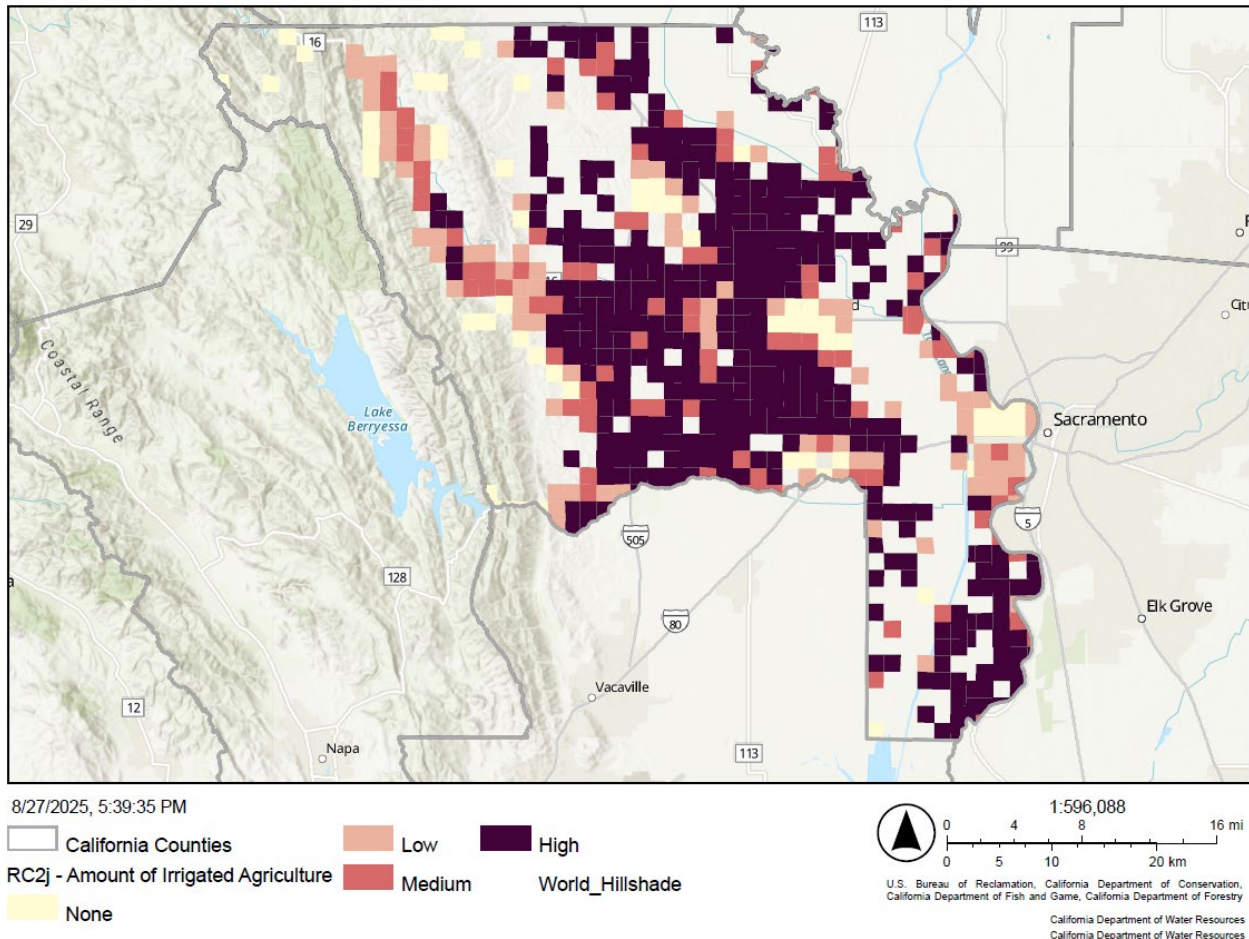 113
16
29
99
Coastal Range
Lake
Berryessa
Sacramento
505
5
128
80
Elk Grove
Vacaville
12
Napa
113
8/27/2025, 5:39:35 PM
California Counties
RC2j - Amount of Irrigated Agriculture
None
Low
Medium
High
World_Hillshade
1:596,088
0 4 8 16 mi
0 5 10 20 km
U.S. Bureau of Reclamation, California Department of Conservation,
California Department of Fish and Game, California Department of Forestry
California Department of Water Resources
California Department of Water Resources